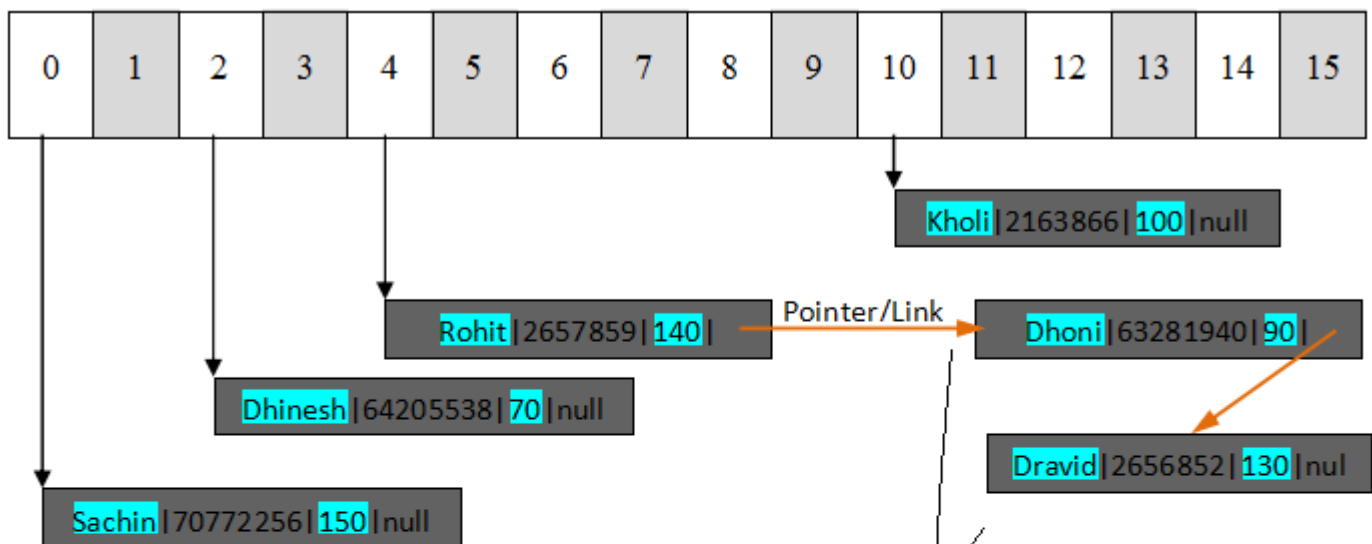 0 1 2 3 4 5 6 7 8 9 10 11 12 13 14 15
Kholi|2163866|100|null
Rohit|2657859|140|
Pointer/Link
Dhoni|63281940|90|
Dhinesh|64205538|70|null
Dravid|2656852|130|nul
Sachin|70772256|150|null